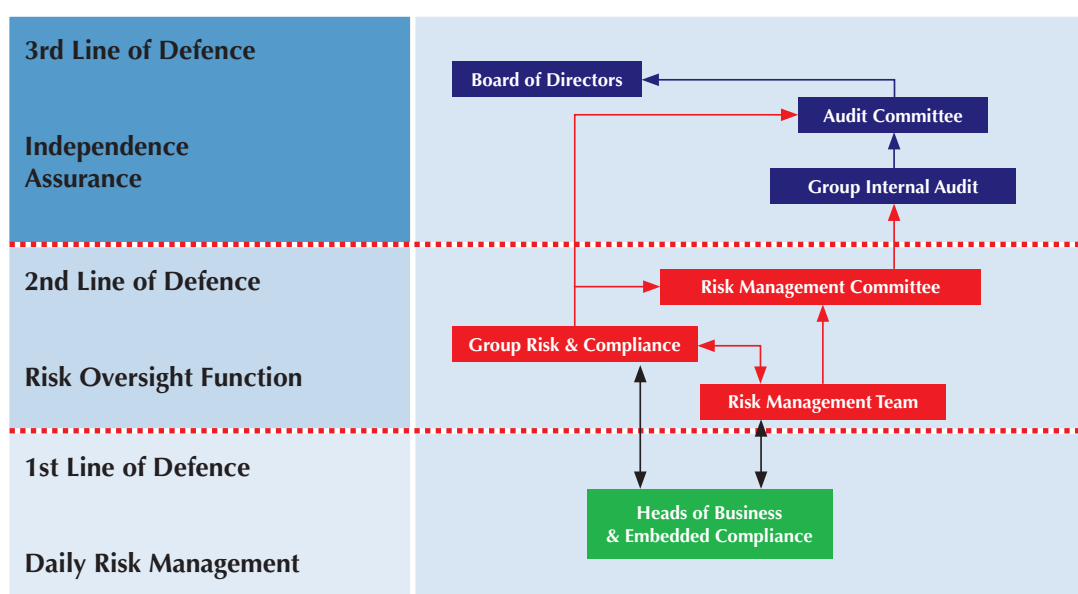 3rd Line of Defence
Independence
Assurance
Board of Directors
Audit Committee
Group Internal Audit
2nd Line of Defence
Risk Oversight Function
Risk Management Committee
Group Risk & Compliance
Risk Management Team
1st Line of Defence
Daily Risk Management
Heads of Business
& Embedded Compliance